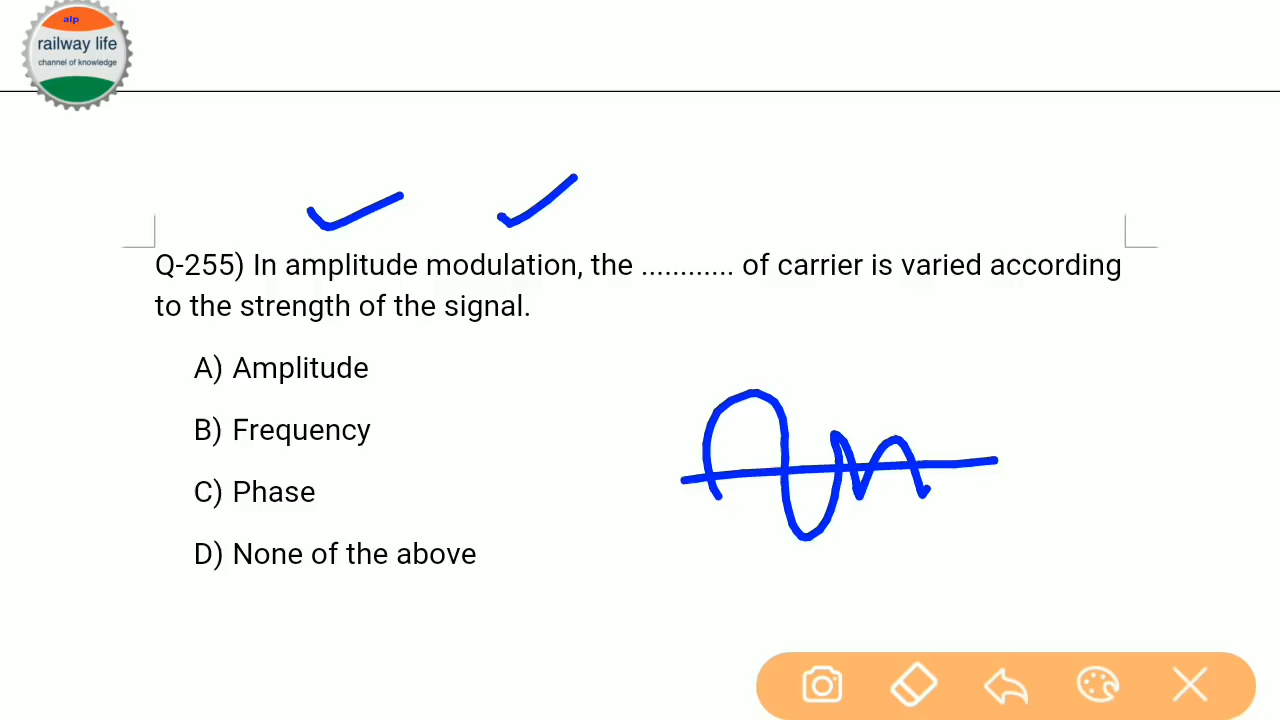 alp
railway life
channel of knowledge
Q-255) In amplitude modulation, the ............ of carrier is varied according
to the strength of the signal.
A) Amplitude
B) Frequency
C) Phase
D) None of the above